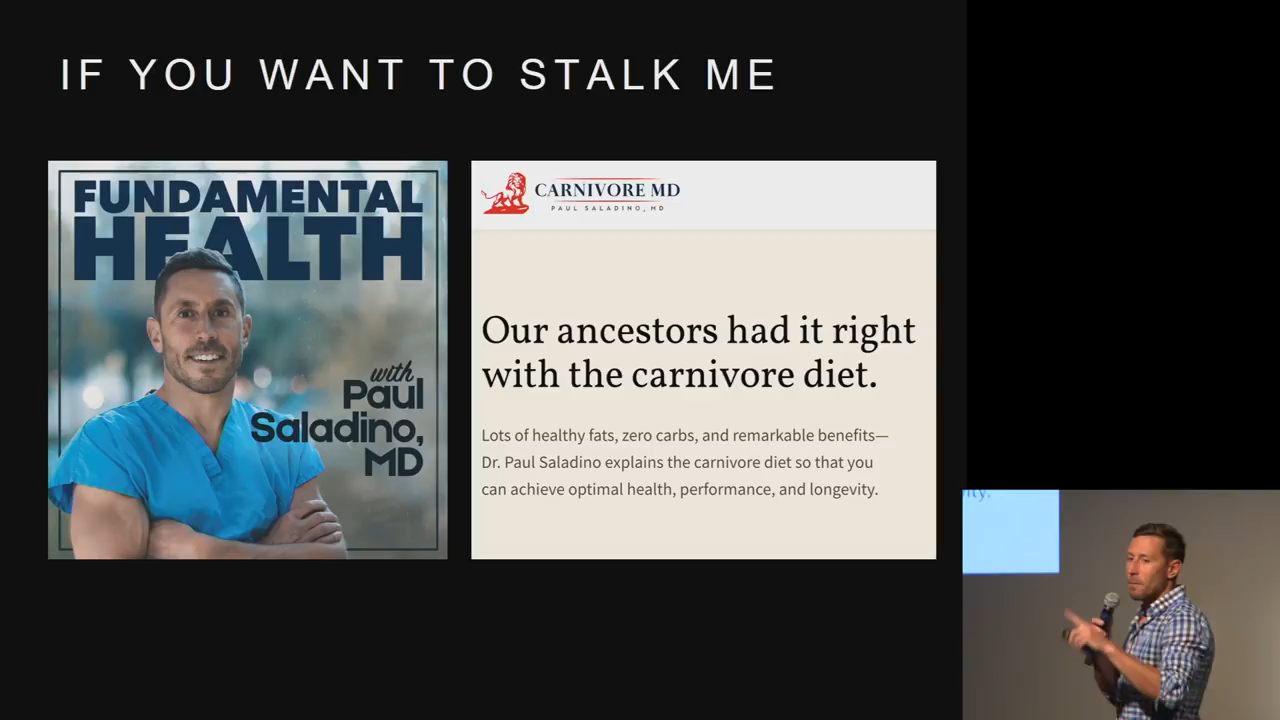 IF YOU WANT TO STALK ME
FUNDAMENTAL
HEALTH
with
Paul
Saladino,
MD
CARNIVORE MD
PAUL SALADINO, MD
Our ancestors had it right
with the carnivore diet.
Lots of healthy fats, zero carbs, and remarkable benefits—
Dr. Paul Saladino explains the carnivore diet so that you
can achieve optimal health, performance, and longevity.